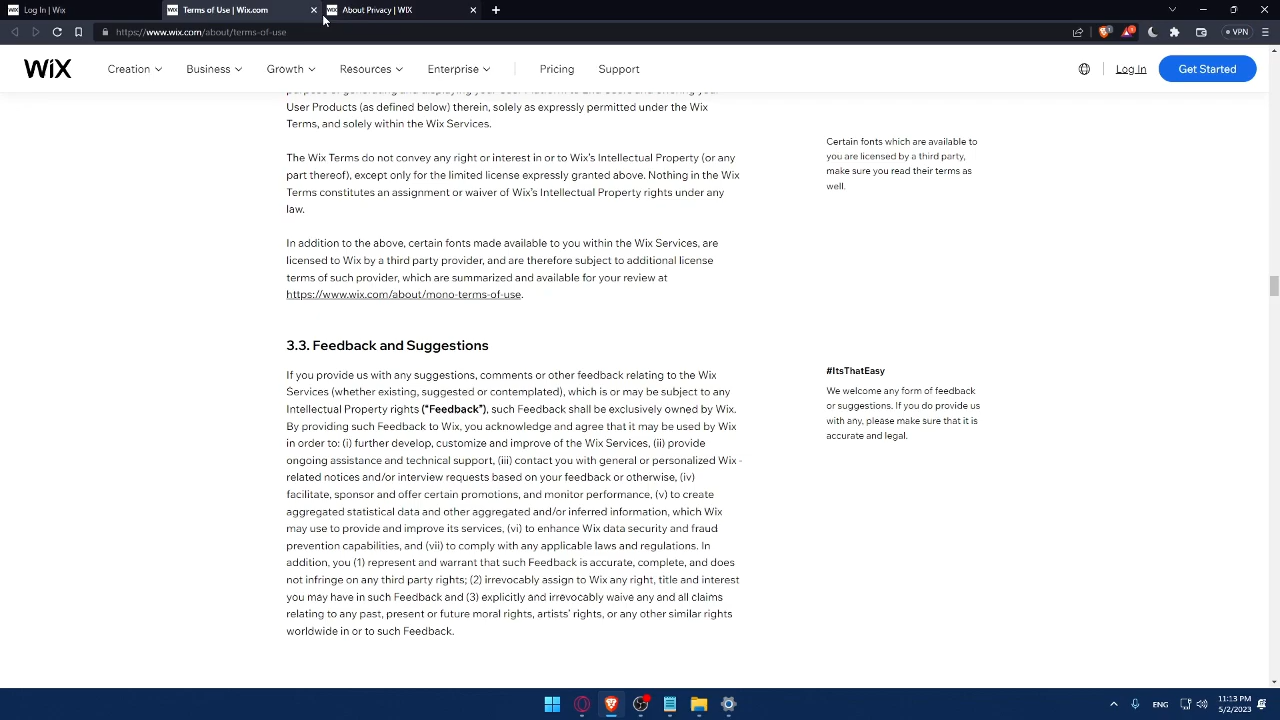 Log In | Wix
Terms of Use | Wix.com
About Privacy | WIX
https://www.wix.com/about/terms-of-use
VPN
WIX
Creation
Business
Growth
Resources
Enterprise
Pricing
Support
Log In
Get Started
User Products (as defined below) therein, solely as expressly permitted under the Wix
Terms, and solely within the Wix Services.
Certain fonts which are available to
you are licensed by a third party,
make sure you read their terms as
well.
The Wix Terms do not convey any right or interest in or to Wix's Intellectual Property (or any
part thereof), except only for the limited license expressly granted above. Nothing in the Wix
Terms constitutes an assignment or waiver of Wix's Intellectual Property rights under any
law.
In addition to the above, certain fonts made available to you within the Wix Services, are
licensed to Wix by a third party provider, and are therefore subject to additional license
terms of such provider, which are summarized and available for your review at
https://www.wix.com/about/mono-terms-of-use.
3.3. Feedback and Suggestions
If you provide us with any suggestions, comments or other feedback relating to the Wix
Services (whether existing, suggested or contemplated), which is or may be subject to any
Intellectual Property rights ("Feedback"), such Feedback shall be exclusively owned by Wix.
By providing such Feedback to Wix, you acknowledge and agree that it may be used by Wix
in order to: (i) further develop, customize and improve of the Wix Services, (ii) provide
ongoing assistance and technical support, (iii) contact you with general or personalized Wix-
related notices and/or interview requests based on your feedback or otherwise, (iv)
facilitate, sponsor and offer certain promotions, and monitor performance, (v) to create
aggregated statistical data and other aggregated and/or inferred information, which Wix
may use to provide and improve its services, (vi) to enhance Wix data security and fraud
prevention capabilities, and (vii) to comply with any applicable laws and regulations. In
addition, you (1) represent and warrant that such Feedback is accurate, complete, and does
not infringe on any third party rights; (2) irrevocably assign to Wix any right, title and interest
you may have in such Feedback and (3) explicitly and irrevocably waive any and all claims
relating to any past, present or future moral rights, artists' rights, or any other similar rights
worldwide in or to such Feedback.
#ItsThatEasy
We welcome any form of feedback
or suggestions. If you do provide us
with any, please make sure that it is
accurate and legal.
11:13 PM
5/2/2023